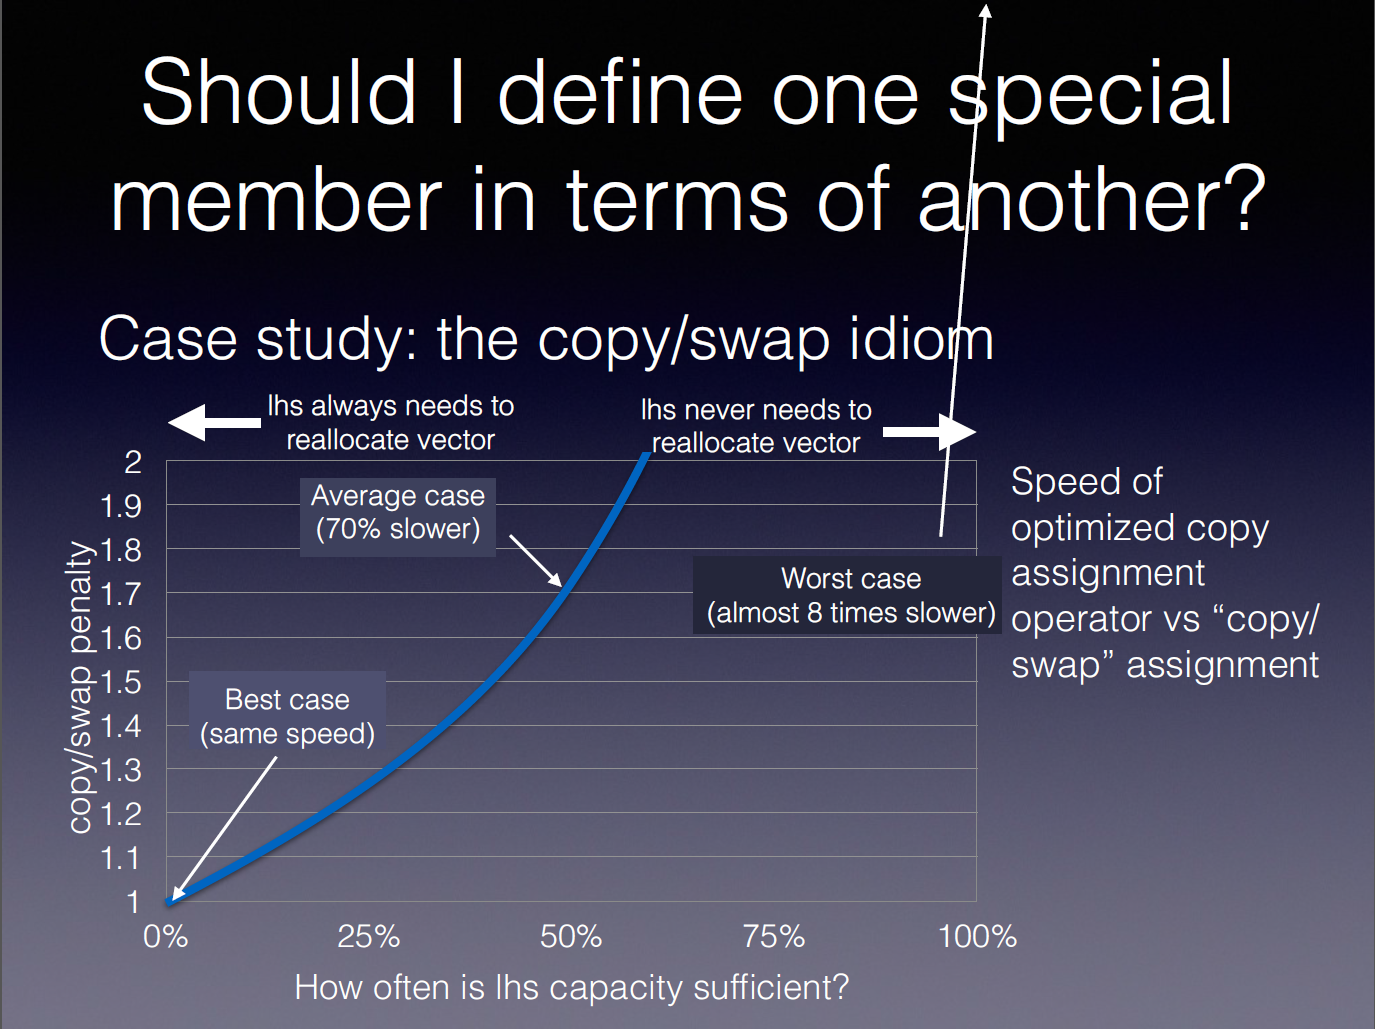 Should I define one special
member in terms of another?
Case study: the copy/swap idiom
lhs always needs to
reallocate vector
lhs never needs to
reallocate vector
2
1.9
1.8
1.7
1.6
1.5
1.4
1.3
1.2
1.1
1
copy/swap penalty
Average case
(70% slower)
Worst case
(almost 8 times slower)
Best case
(same speed)
0%
25%
50%
75%
100%
How often is lhs capacity sufficient?
Speed of
optimized copy
assignment
operator vs “copy/
swap” assignment